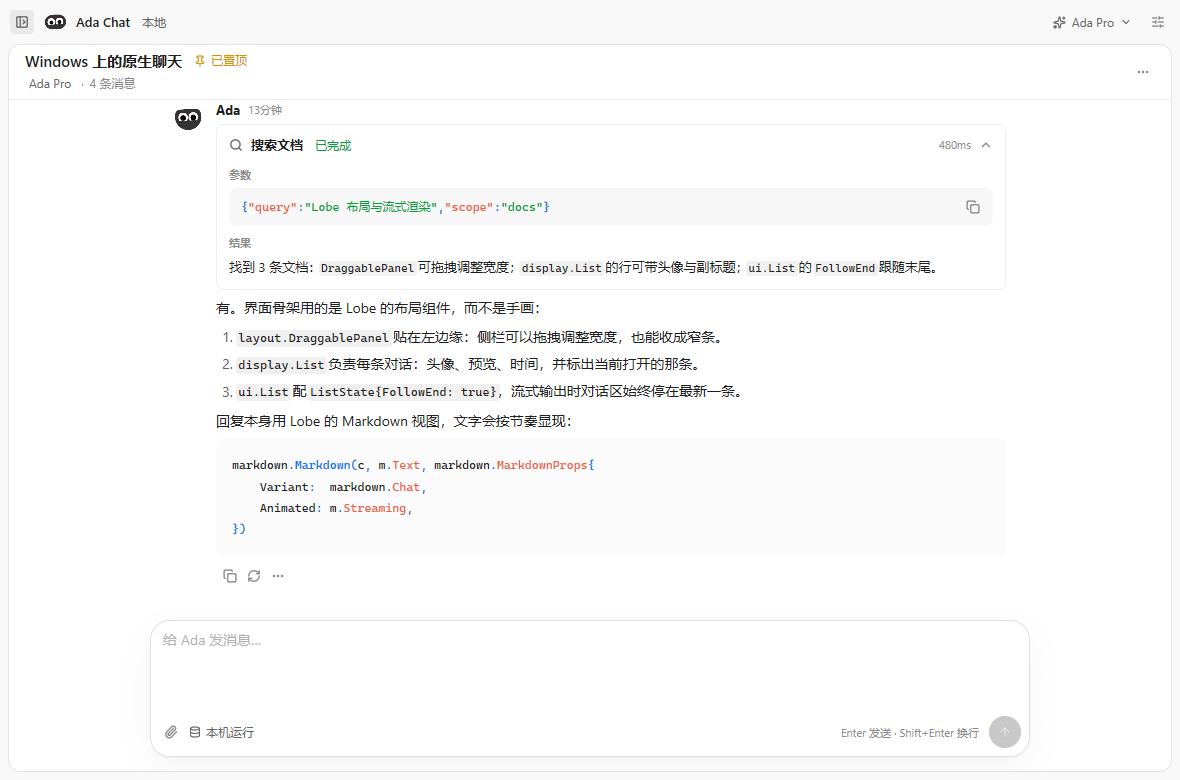 Ada Chat 本地
Ada Pro
Windows 上的原生聊天 已置顶
Ada Pro · 4 条消息
Ada 13分钟
搜索文档 已完成 480ms
参数
{"query":"Lobe 布局与流式渲染","scope":"docs"}
结果
找到 3 条文档：DraggablePanel 可拖拽调整宽度；display.List 的行可带头像与副标题；ui.List 的 FollowEnd 跟随末尾。
有。界面骨架用的是 Lobe 的布局组件，而不是手画：
1. layout.DraggablePanel 贴在左边缘：侧栏可以拖拽调整宽度，也能收成窄条。
2. display.List 负责每条对话：头像、预览、时间，并标出当前打开的那条。
3. ui.List 配 ListState{FollowEnd: true}，流式输出时对话区始终停在最新一条。
回复本身用 Lobe 的 Markdown 视图，文字会按节奏显现：
markdown.Markdown(c, m.Text, markdown.MarkdownProps{
    Variant:  markdown.Chat,
    Animated: m.Streaming,
})
给 Ada 发消息...
本机运行 Enter 发送 · Shift+Enter 换行